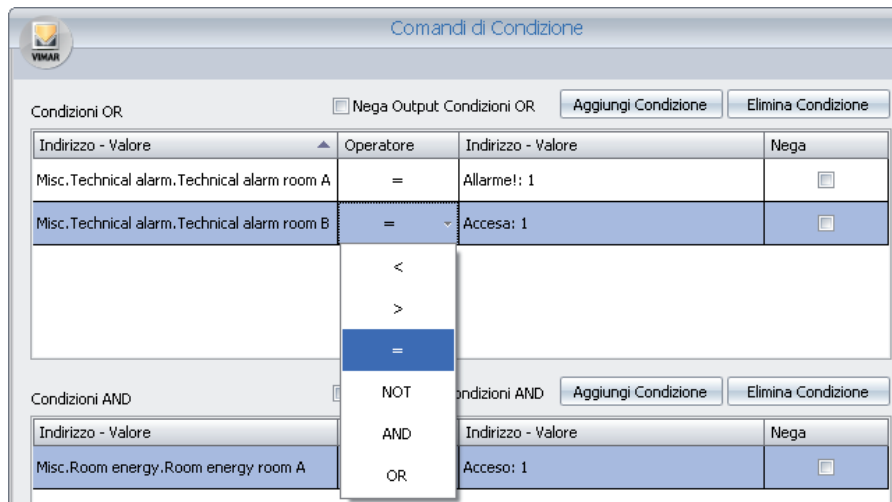 Comandi di Condizione
VIMAR
Condizioni OR Nega Output Condizioni OR Aggiungi Condizione Elimina Condizione
Indirizzo - Valore Operatore Indirizzo - Valore Nega
Misc.Technical alarm.Technical alarm room A = Allarme!: 1
Misc.Technical alarm.Technical alarm room B = Accesa: 1
<
>
=
NOT
AND
OR
Condizioni AND ondizioni AND Aggiungi Condizione Elimina Condizione
Indirizzo - Valore Indirizzo - Valore Nega
Misc.Room energy.Room energy room A Acceso: 1